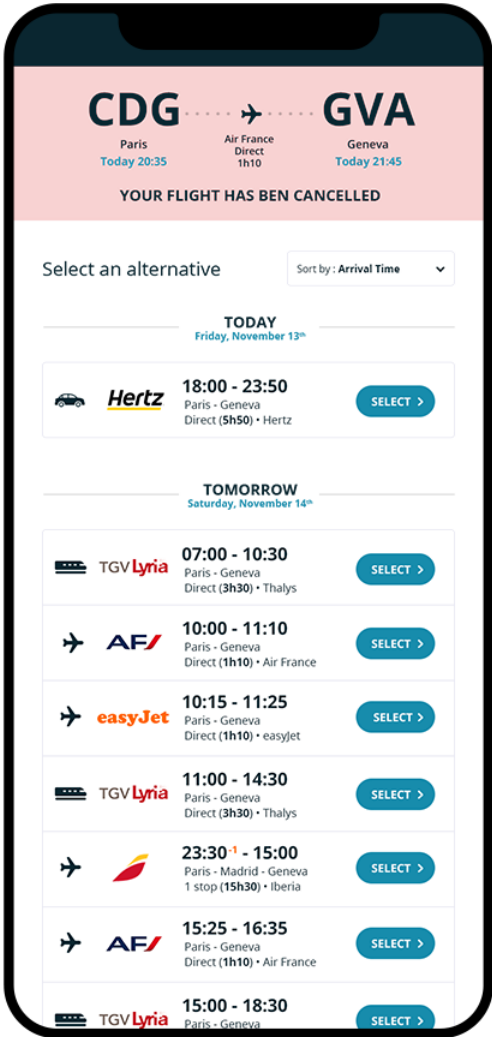 CDG GVA
Paris Air France Geneva
Today 20:35 Direct Today 21:45
1h10
YOUR FLIGHT HAS BEN CANCELLED
Select an alternative Sort by : Arrival Time
TODAY
Friday, November 13th
Hertz 18:00 - 23:50 SELECT >
Paris - Geneva
Direct (5h50) • Hertz
TOMORROW
Saturday, November 14th
TGV Lyria 07:00 - 10:30 SELECT >
Paris - Geneva
Direct (3h30) • Thalys
AF 10:00 - 11:10 SELECT >
Paris - Geneva
Direct (1h10) • Air France
easyJet 10:15 - 11:25 SELECT >
Paris - Geneva
Direct (1h10) • easyJet
TGV Lyria 11:00 - 14:30 SELECT >
Paris - Geneva
Direct (3h30) • Thalys
23:30-1 - 15:00 SELECT >
Paris - Madrid - Geneva
1 stop (15h30) • Iberia
AF 15:25 - 16:35 SELECT >
Paris - Geneva
Direct (1h10) • Air France
TGV Lyria 15:00 - 18:30 SELECT >
Paris - Geneva